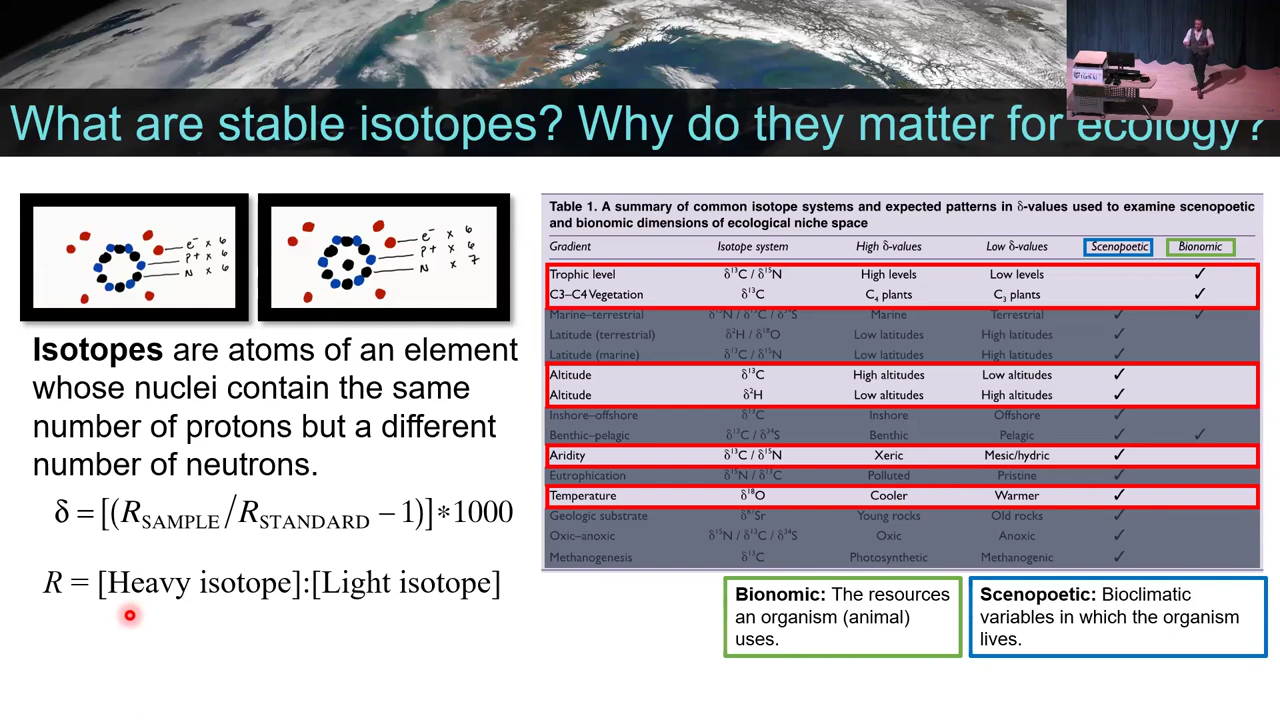 What are stable isotopes? Why do they matter for ecology?
e- x 6
p+ x 6
N x 6
e- x 6
p+ x 6
N x 7
Isotopes are atoms of an element
whose nuclei contain the same
number of protons but a different
number of neutrons.
δ = [(R SAMPLE / R STANDARD − 1)]*1000
R = [Heavy isotope]:[Light isotope]
Table 1. A summary of common isotope systems and expected patterns in δ-values used to examine scenopoetic
and bionomic dimensions of ecological niche space
Gradient Isotope system High δ-values Low δ-values Scenopoetic Bionomic
Trophic level δ13C / δ15N High levels Low levels ✓
C3–C4 Vegetation δ13C C4 plants C3 plants ✓
Marine–terrestrial δ15N / δ13C / δ34S Marine Terrestrial ✓ ✓
Latitude (terrestrial) δ2H / δ18O Low latitudes High latitudes ✓
Latitude (marine) δ13C / δ15N Low latitudes High latitudes ✓
Altitude δ13C High altitudes Low altitudes ✓
Altitude δ2H Low altitudes High altitudes ✓
Inshore–offshore δ13C Inshore Offshore ✓
Benthic–pelagic δ13C / δ34S Benthic Pelagic ✓ ✓
Aridity δ13C / δ15N Xeric Mesic/hydric ✓
Eutrophication δ15N / δ13C Polluted Pristine ✓
Temperature δ18O Cooler Warmer ✓
Geologic substrate δ87Sr Young rocks Old rocks ✓
Oxic–anoxic δ15N / δ13C / δ34S Oxic Anoxic ✓
Methanogenesis δ13C Photosynthetic Methanogenic ✓
Bionomic: The resources
an organism (animal)
uses.
Scenopoetic: Bioclimatic
variables in which the organism
lives.